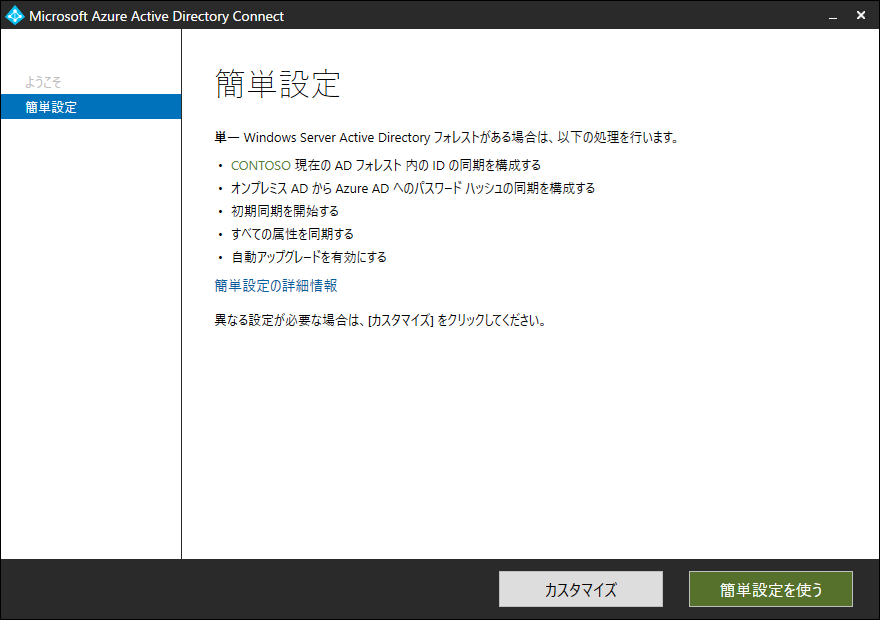 Microsoft Azure Active Directory Connect
ようこそ
簡単設定
簡単設定
単一 Windows Server Active Directory フォレストがある場合は、以下の処理を行います。
• CONTOSO 現在の AD フォレスト 内の ID の同期を構成する
• オンプレミス AD から Azure AD へのパスワード ハッシュの同期を構成する
• 初期同期を開始する
• すべての属性を同期する
• 自動アップグレードを有効にする
簡単設定の詳細情報
異なる設定が必要な場合は、[カスタマイズ] をクリックしてください。
カスタマイズ
簡単設定を使う